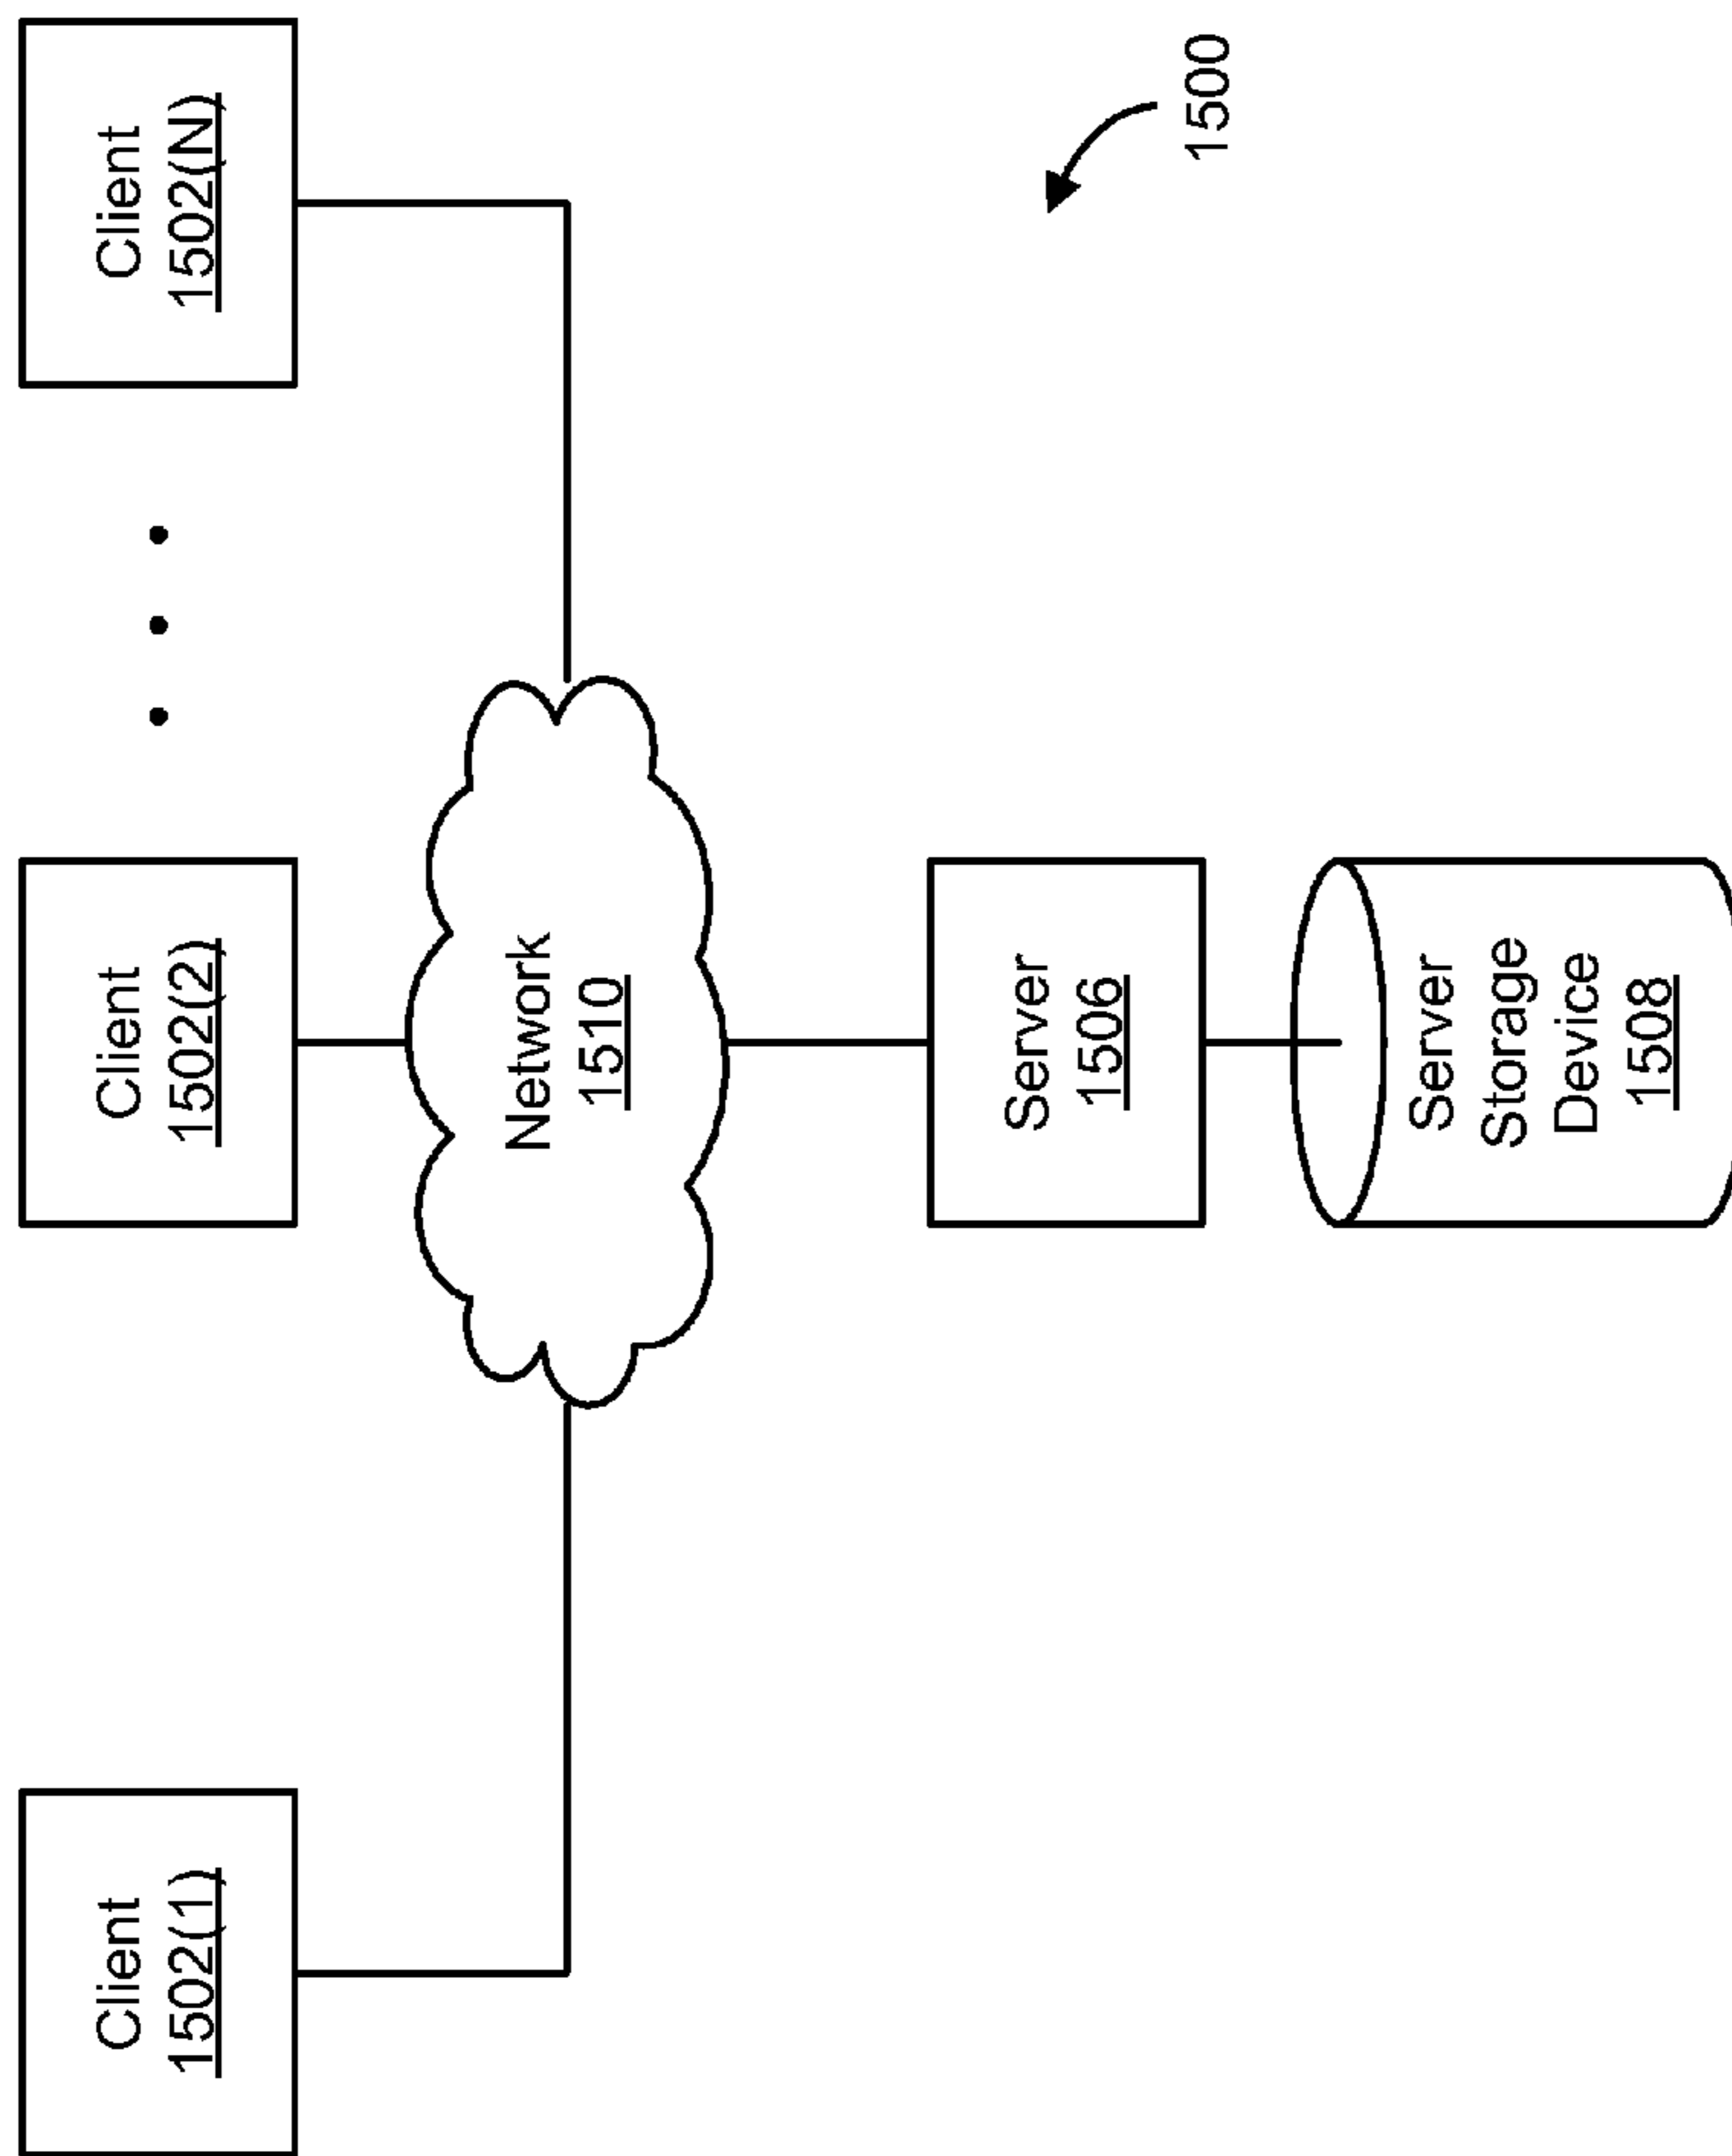 Client
1502(1)
Client
1502(2)
Client
1502(N)
Network
1510
Server
1506
Server
Storage
Device
1508
1500